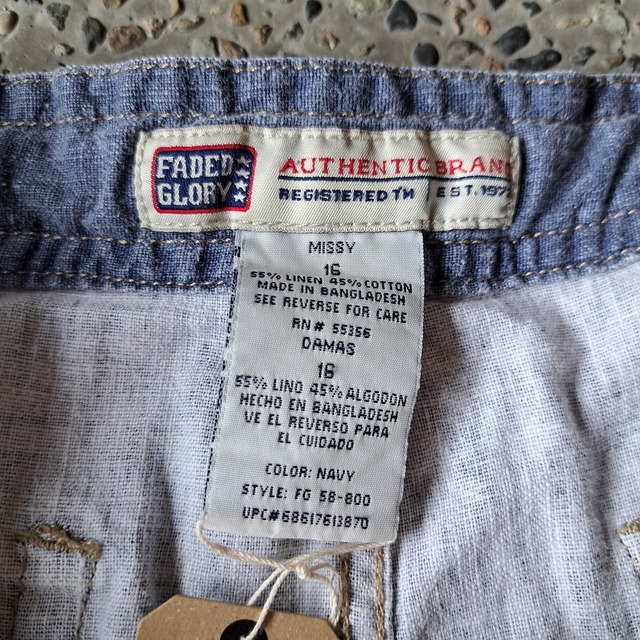 FADED
GLORY
AUTHENTIC BRAN
REGISTERED TM EST.197
MISSY
16
55% LINEN 45% COTTON
MADE IN BANGLADESH
SEE REVERSE FOR CARE
RN# 55356
DAMAS
16
55% LINO 45% ALGODON
HECHO EN BANGLADESH
VE EL REVERSO PARA
EL CUIDADO
COLOR: NAVY
STYLE: FG 58-800
UPC#68617613870